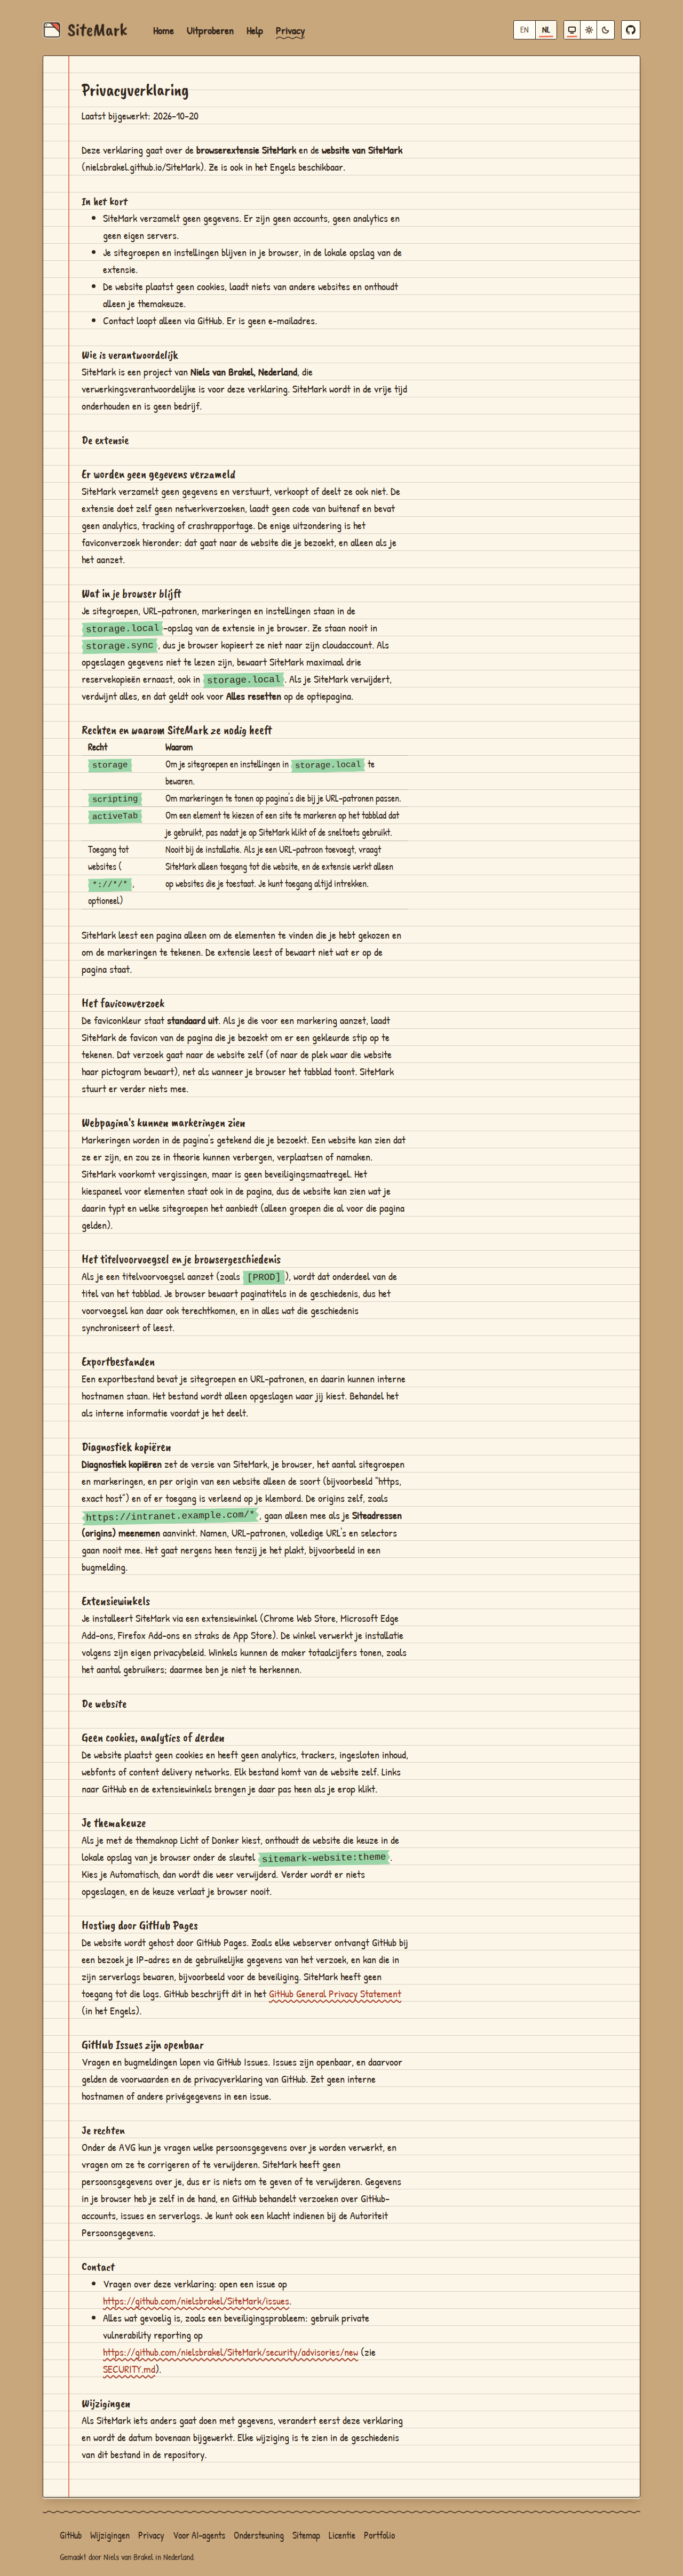 SiteMark Home Uitproberen Help Privacy EN NL
Privacyverklaring
Laatst bijgewerkt: 2026-10-20
Deze verklaring gaat over de browserextensie SiteMark en de website van SiteMark
(nielsbrakel.github.io/SiteMark). Ze is ook in het Engels beschikbaar.
In het kort
• SiteMark verzamelt geen gegevens. Er zijn geen accounts, geen analytics en
geen eigen servers.
• Je sitegroepen en instellingen blijven in je browser, in de lokale opslag van de
extensie.
• De website plaatst geen cookies, laadt niets van andere websites en onthoudt
alleen je themakeuze.
• Contact loopt alleen via GitHub. Er is geen e-mailadres.
Wie is verantwoordelijk
SiteMark is een project van Niels van Brakel, Nederland, die
verwerkingsverantwoordelijke is voor deze verklaring. SiteMark wordt in de vrije tijd
onderhouden en is geen bedrijf.
De extensie
Er worden geen gegevens verzameld
SiteMark verzamelt geen gegevens en verstuurt, verkoopt of deelt ze ook niet. De
extensie doet zelf geen netwerkverzoeken, laadt geen code van buitenaf en bevat
geen analytics, tracking of crashrapportage. De enige uitzondering is het
faviconverzoek hieronder: dat gaat naar de website die je bezoekt, en alleen als je
het aanzet.
Wat in je browser blijft
Je sitegroepen, URL-patronen, markeringen en instellingen staan in de
storage.local-opslag van de extensie in je browser. Ze staan nooit in
storage.sync, dus je browser kopieert ze niet naar zijn cloudaccount. Als
opgeslagen gegevens niet te lezen zijn, bewaart SiteMark maximaal drie
reservekopieën ernaast, ook in storage.local. Als je SiteMark verwijdert,
verdwijnt alles, en dat geldt ook voor Alles resetten op de optiepagina.
Rechten en waarom SiteMark ze nodig heeft
Recht Waarom
storage Om je sitegroepen en instellingen in storage.local te
bewaren.
scripting Om markeringen te tonen op pagina's die bij je URL-patronen passen.
activeTab Om een element te kiezen of een site te markeren op het tabblad dat
je gebruikt, pas nadat je op SiteMark klikt of de sneltoets gebruikt.
Toegang tot Nooit bij de installatie. Als je een URL-patroon toevoegt, vraagt
websites ( SiteMark alleen toegang tot die website, en de extensie werkt alleen
*://*/*, op websites die je toestaat. Je kunt toegang altijd intrekken.
optioneel)
SiteMark leest een pagina alleen om de elementen te vinden die je hebt gekozen en
om de markeringen te tekenen. De extensie leest of bewaart niet wat er op de
pagina staat.
Het faviconverzoek
De faviconkleur staat standaard uit. Als je die voor een markering aanzet, laadt
SiteMark de favicon van de pagina die je bezoekt om er een gekleurde stip op te
tekenen. Dat verzoek gaat naar de website zelf (of naar de plek waar die website
haar pictogram bewaart), net als wanneer je browser het tabblad toont. SiteMark
stuurt er verder niets mee.
Webpagina's kunnen markeringen zien
Markeringen worden in de pagina's getekend die je bezoekt. Een website kan zien dat
ze er zijn, en zou ze in theorie kunnen verbergen, verplaatsen of namaken.
SiteMark voorkomt vergissingen, maar is geen beveiligingsmaatregel. Het
kiespaneel voor elementen staat ook in de pagina, dus de website kan zien wat je
daarin typt en welke sitegroepen het aanbiedt (alleen groepen die al voor die pagina
gelden).
Het titelvoorvoegsel en je browsergeschiedenis
Als je een titelvoorvoegsel aanzet (zoals [PROD]), wordt dat onderdeel van de
titel van het tabblad. Je browser bewaart paginatitels in de geschiedenis, dus het
voorvoegsel kan daar ook terechtkomen, en in alles wat die geschiedenis
synchroniseert of leest.
Exportbestanden
Een exportbestand bevat je sitegroepen en URL-patronen, en daarin kunnen interne
hostnamen staan. Het bestand wordt alleen opgeslagen waar jij kiest. Behandel het
als interne informatie voordat je het deelt.
Diagnostiek kopiëren
Diagnostiek kopiëren zet de versie van SiteMark, je browser, het aantal sitegroepen
en markeringen, en per origin van een website alleen de soort (bijvoorbeeld "https,
exact host") en of er toegang is verleend op je klembord. De origins zelf, zoals
https://intranet.example.com/*, gaan alleen mee als je Siteadressen
(origins) meenemen aanvinkt. Namen, URL-patronen, volledige URL's en selectors
gaan nooit mee. Het gaat nergens heen tenzij je het plakt, bijvoorbeeld in een
bugmelding.
Extensiewinkels
Je installeert SiteMark via een extensiewinkel (Chrome Web Store, Microsoft Edge
Add-ons, Firefox Add-ons en straks de App Store). De winkel verwerkt je installatie
volgens zijn eigen privacybeleid. Winkels kunnen de maker totaalcijfers tonen, zoals
het aantal gebruikers; daarmee ben je niet te herkennen.
De website
Geen cookies, analytics of derden
De website plaatst geen cookies en heeft geen analytics, trackers, ingesloten inhoud,
webfonts of content delivery networks. Elk bestand komt van de website zelf. Links
naar GitHub en de extensiewinkels brengen je daar pas heen als je erop klikt.
Je themakeuze
Als je met de themaknop Licht of Donker kiest, onthoudt de website die keuze in de
lokale opslag van je browser onder de sleutel sitemark-website:theme.
Kies je Automatisch, dan wordt die weer verwijderd. Verder wordt er niets
opgeslagen, en de keuze verlaat je browser nooit.
Hosting door GitHub Pages
De website wordt gehost door GitHub Pages. Zoals elke webserver ontvangt GitHub bij
een bezoek je IP-adres en de gebruikelijke gegevens van het verzoek, en kan die in
zijn serverlogs bewaren, bijvoorbeeld voor de beveiliging. SiteMark heeft geen
toegang tot die logs. GitHub beschrijft dit in het GitHub General Privacy Statement
(in het Engels).
GitHub Issues zijn openbaar
Vragen en bugmeldingen lopen via GitHub Issues. Issues zijn openbaar, en daarvoor
gelden de voorwaarden en de privacyverklaring van GitHub. Zet geen interne
hostnamen of andere privégegevens in een issue.
Je rechten
Onder de AVG kun je vragen welke persoonsgegevens over je worden verwerkt, en
vragen om ze te corrigeren of te verwijderen. SiteMark heeft geen
persoonsgegevens over je, dus er is niets om te geven of te verwijderen. Gegevens
in je browser heb je zelf in de hand, en GitHub behandelt verzoeken over GitHub-
accounts, issues en serverlogs. Je kunt ook een klacht indienen bij de Autoriteit
Persoonsgegevens.
Contact
• Vragen over deze verklaring: open een issue op
https://github.com/nielsbrakel/SiteMark/issues.
• Alles wat gevoelig is, zoals een beveiligingsprobleem: gebruik private
vulnerability reporting op
https://github.com/nielsbrakel/SiteMark/security/advisories/new (zie
SECURITY.md).
Wijzigingen
Als SiteMark iets anders gaat doen met gegevens, verandert eerst deze verklaring
en wordt de datum bovenaan bijgewerkt. Elke wijziging is te zien in de geschiedenis
van dit bestand in de repository.
GitHub Wijzigingen Privacy Voor AI-agents Ondersteuning Sitemap Licentie Portfolio
Gemaakt door Niels van Brakel in Nederland.